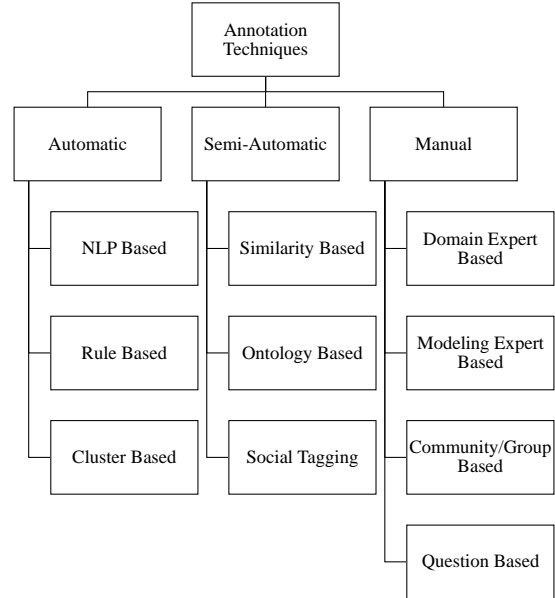 Annotation
Techniques
Automatic
Semi-Automatic
Manual
NLP Based
Similarity Based
Domain Expert
Based
Rule Based
Ontology Based
Modeling Expert
Based
Cluster Based
Social Tagging
Community/Group
Based
Question Based